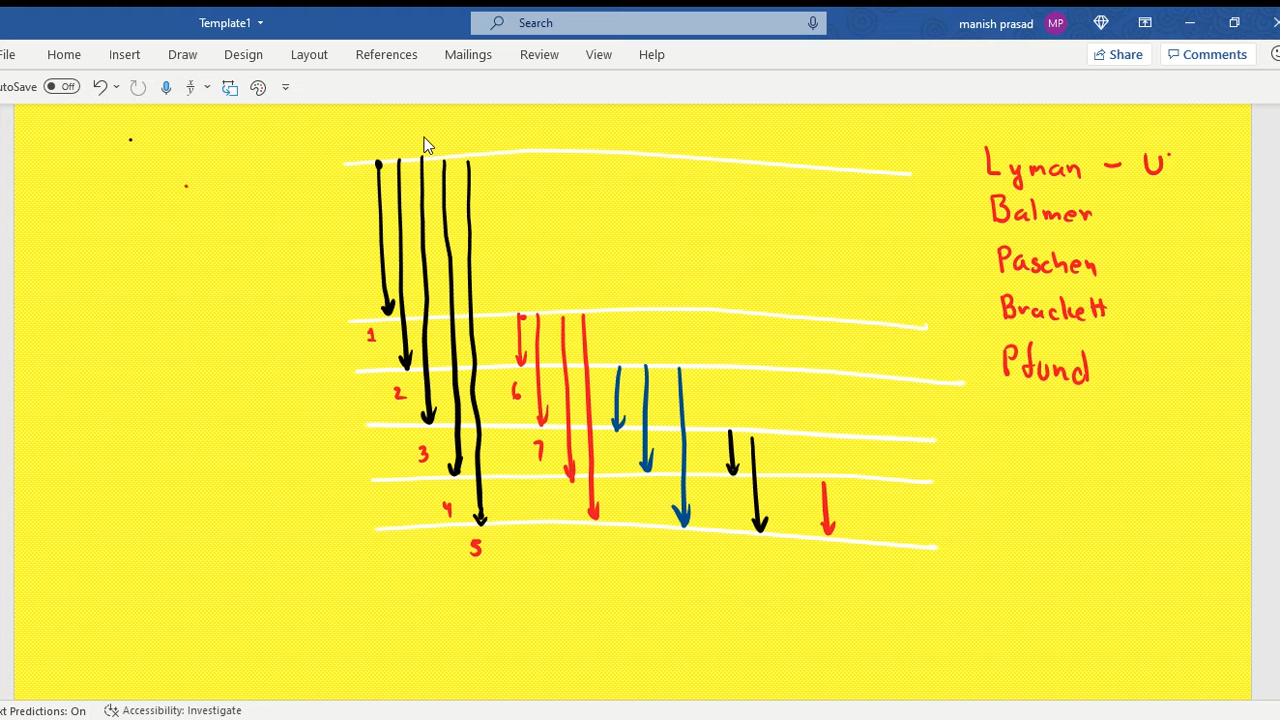 Template1
Search
manish prasad
MP
File Home Insert Draw Design Layout References Mailings Review View Help
Share
Comments
AutoSave Off
x/y
Lyman - U
Balmer
Paschen
Brackett
Pfund
1
2
3
4
5
6
7
xt Predictions: On
Accessibility: Investigate